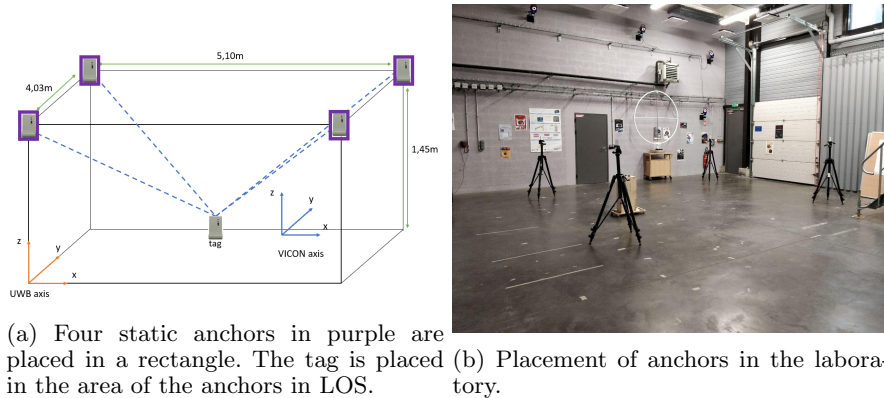 5,10m
4,03m
1,45m
z
y
x
tag
VICON axis
z
y
x
UWB axis
(a) Four static anchors in purple are
placed in a rectangle. The tag is placed
in the area of the anchors in LOS.
(b) Placement of anchors in the labora-
tory.